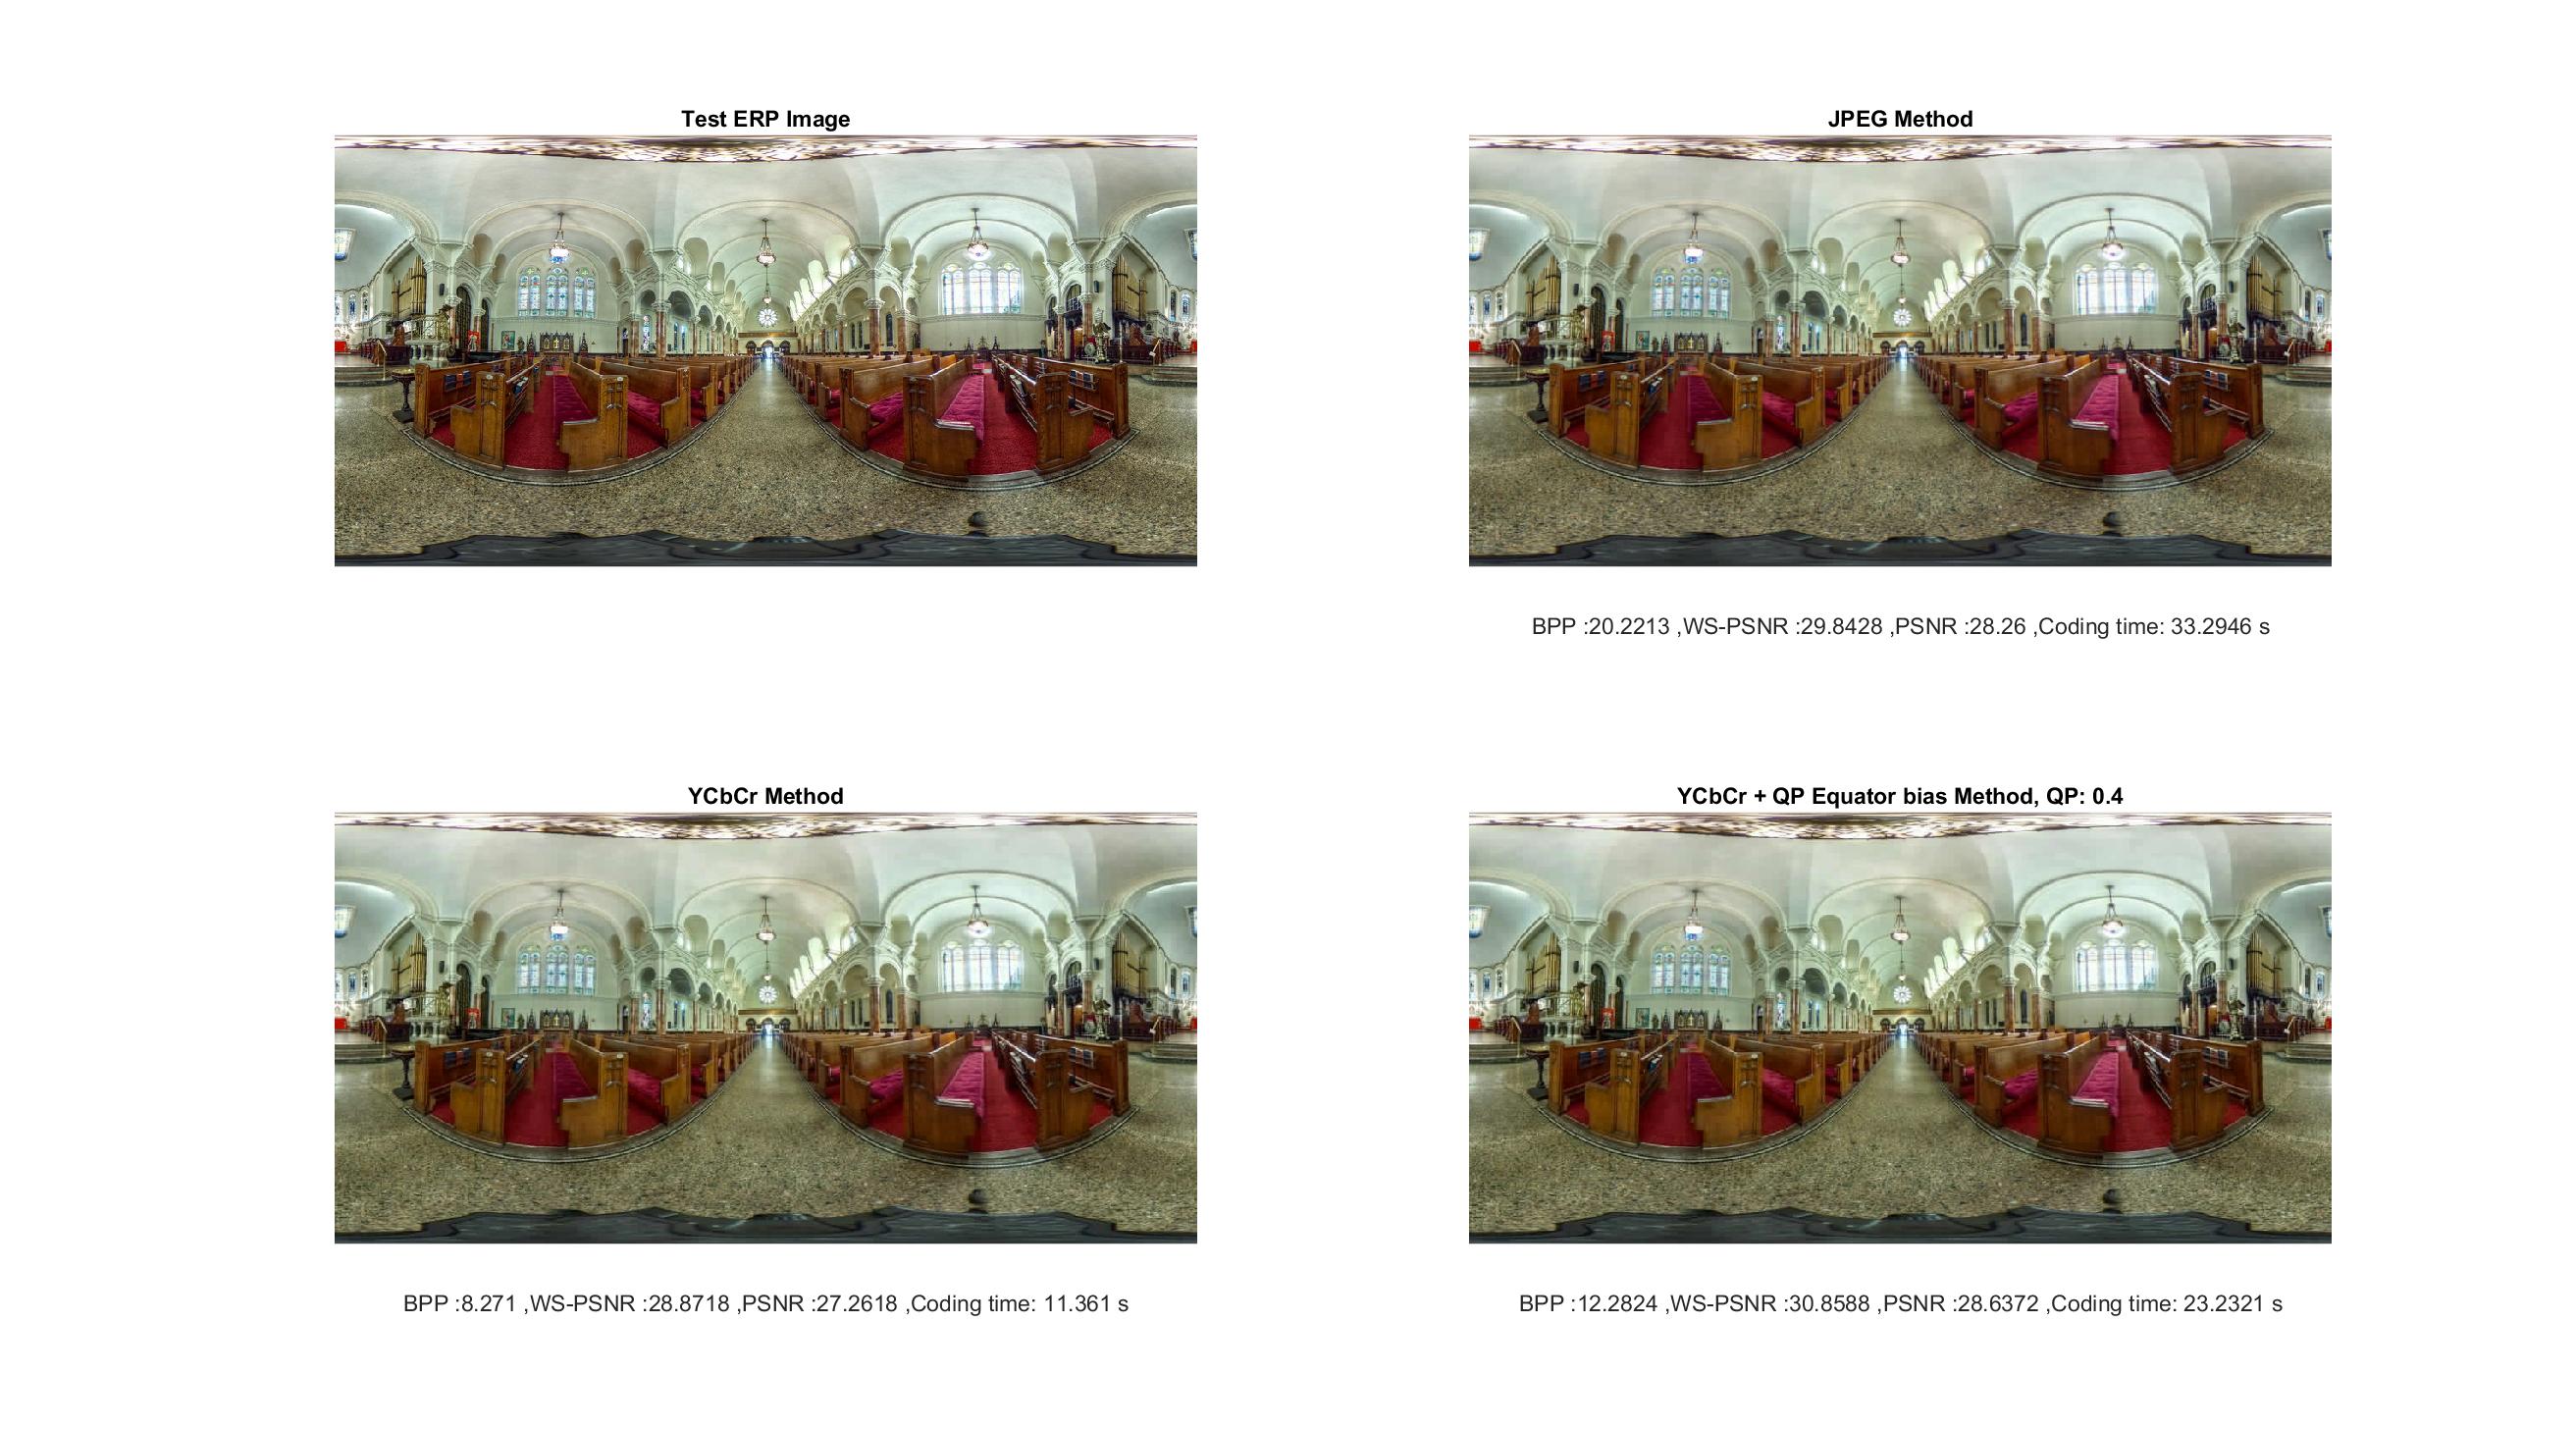 Test ERP Image
JPEG Method
BPP :20.2213 ,WS-PSNR :29.8428 ,PSNR :28.26 ,Coding time: 33.2946 s
YCbCr Method
YCbCr + QP Equator bias Method, QP: 0.4
BPP :8.271 ,WS-PSNR :28.8718 ,PSNR :27.2618 ,Coding time: 11.361 s
BPP :12.2824 ,WS-PSNR :30.8588 ,PSNR :28.6372 ,Coding time: 23.2321 s